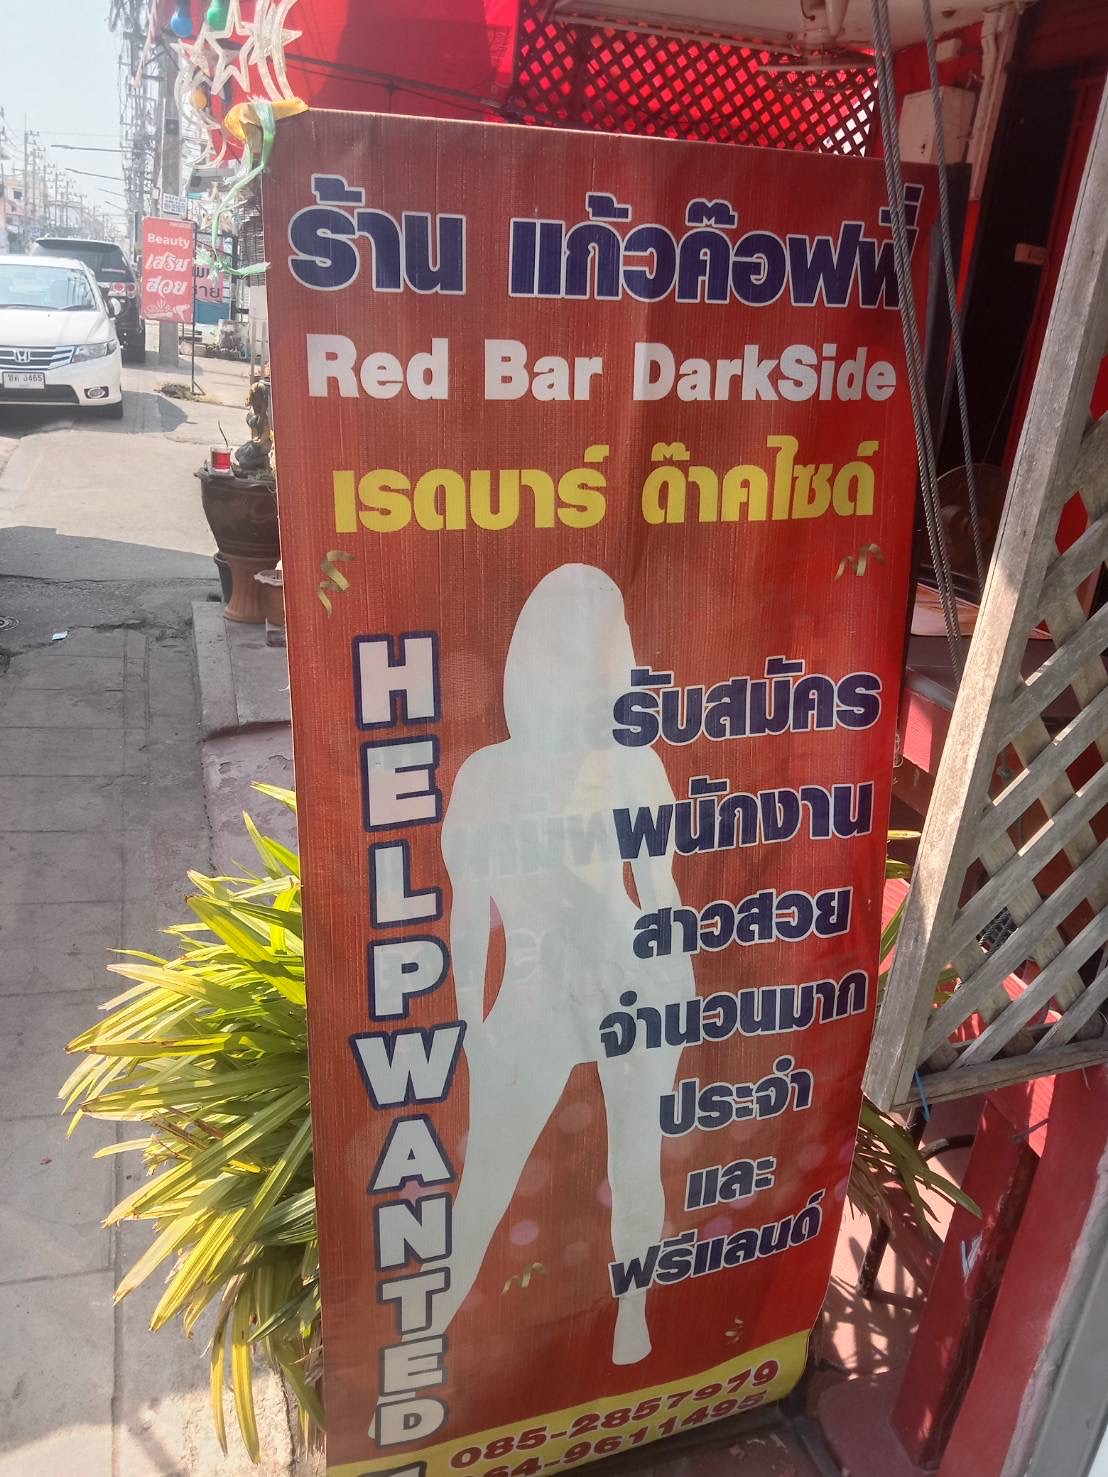 ร้าน แก้วค๊อฟฟี่
Red Bar DarkSide
เรดบาร์ ด๊าคไซด์
HELP WANTED
รับสมัคร
พนักงาน
สาวสวย
จำนวนมาก
ประจำ
และ
ฟรีแลนด์
085-2857979
64-9611495
Beauty
เสริม
สวย
3465